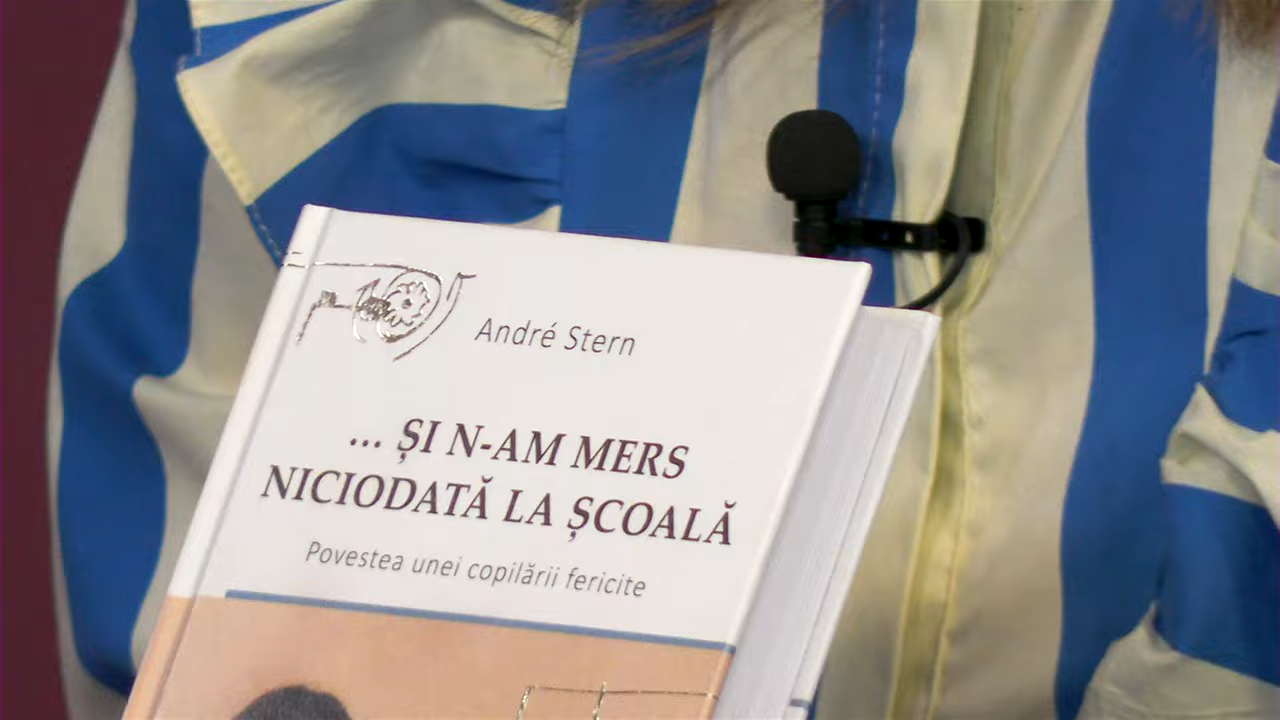 André Stern
... ȘI N-AM MERS
NICIODATĂ LA ȘCOALĂ
Povestea unei copilării fericite